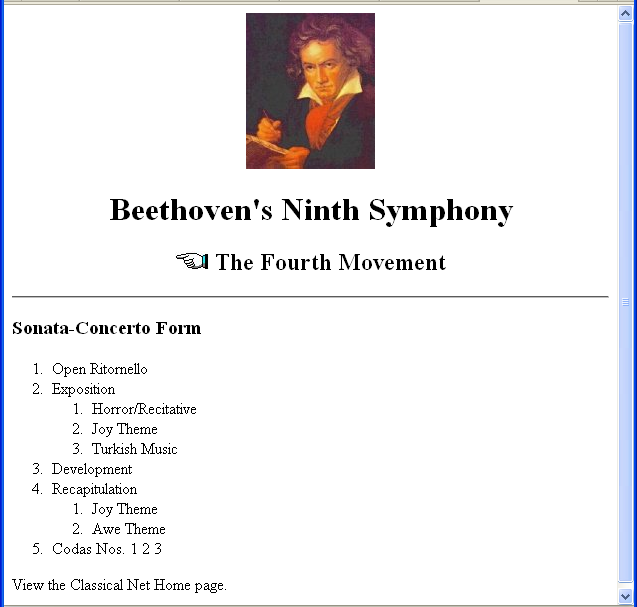 Beethoven's Ninth Symphony
The Fourth Movement
Sonata-Concerto Form
1. Open Ritornello
2. Exposition
1. Horror/Recitative
2. Joy Theme
3. Turkish Music
3. Development
4. Recapitulation
1. Joy Theme
2. Awe Theme
5. Codas Nos. 1 2 3
View the Classical Net Home page.